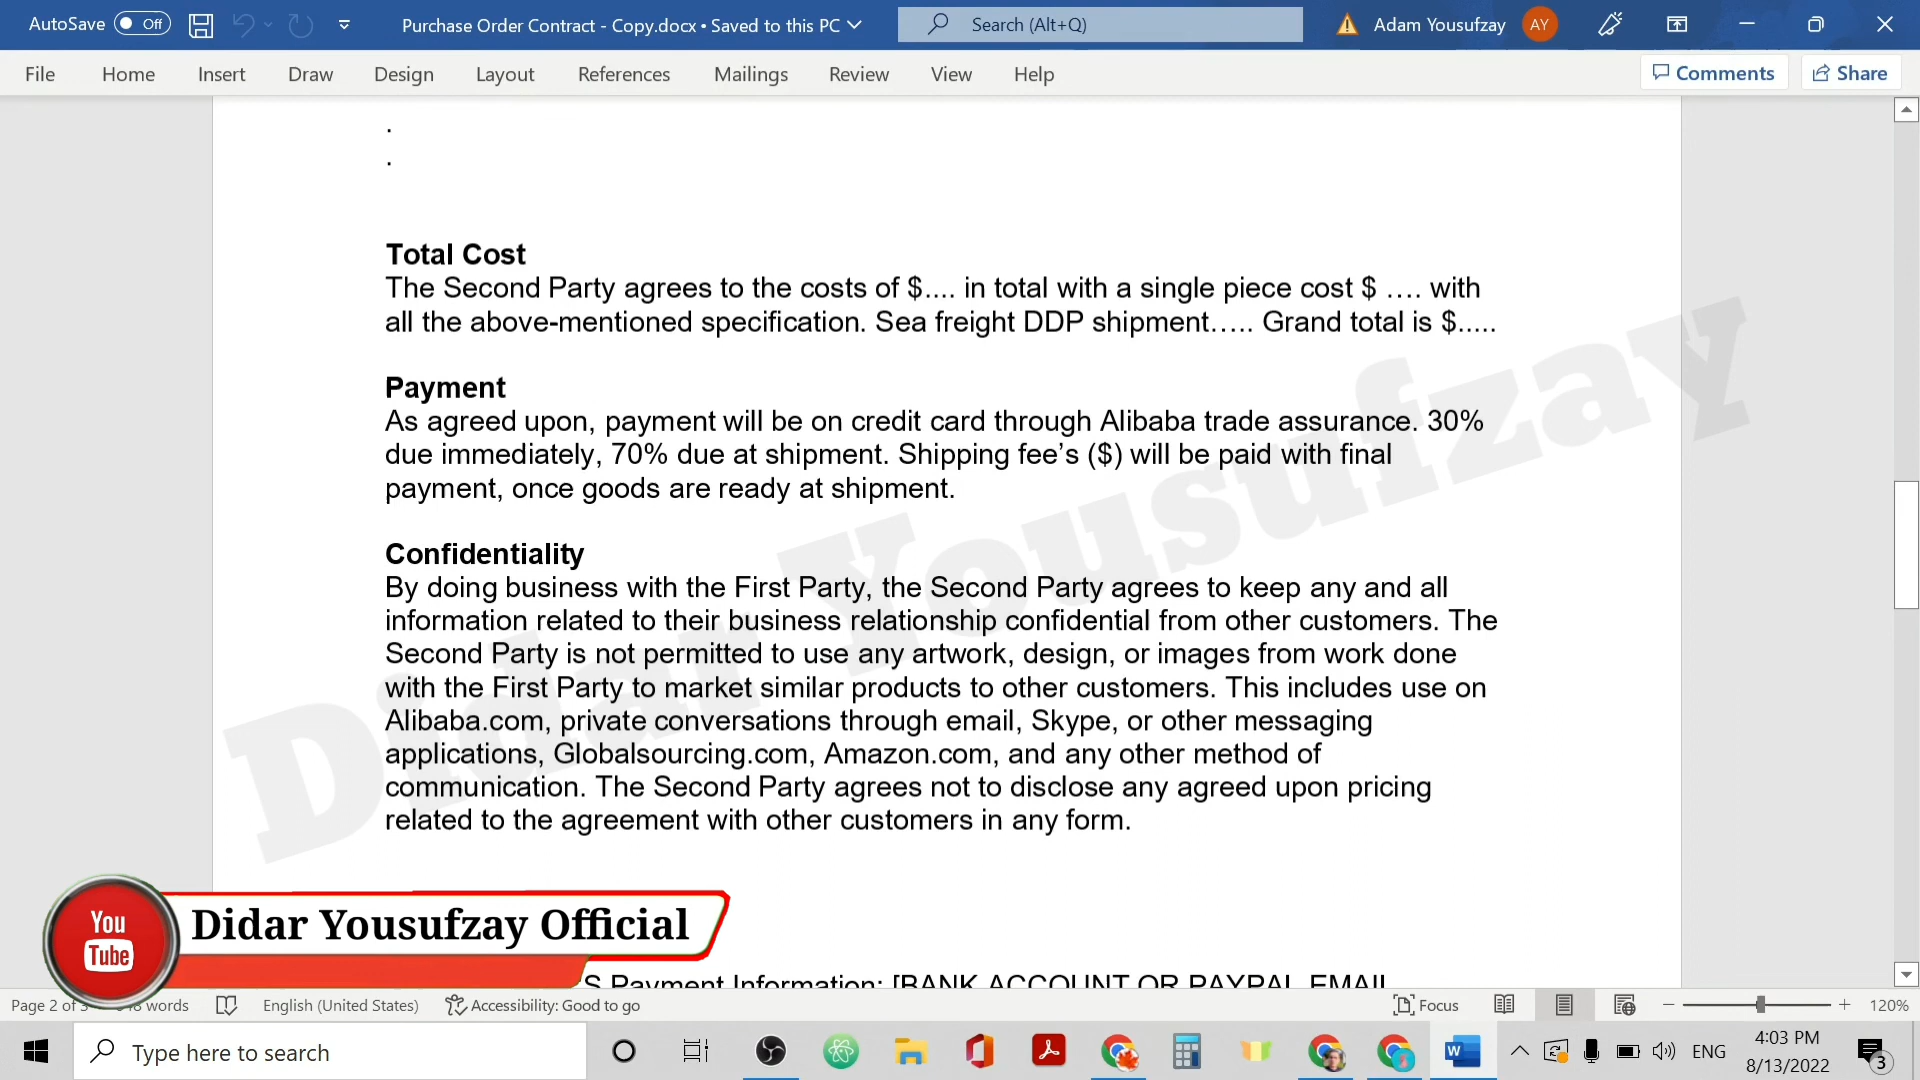 AutoSave Off Purchase Order Contract - Copy.docx • Saved to this PC Search (Alt+Q) Adam Yousufzay AY
File Home Insert Draw Design Layout References Mailings Review View Help Comments Share
.
.
Total Cost
The Second Party agrees to the costs of $.... in total with a single piece cost $ …. with
all the above-mentioned specification. Sea freight DDP shipment….. Grand total is $.....
Payment
As agreed upon, payment will be on credit card through Alibaba trade assurance. 30%
due immediately, 70% due at shipment. Shipping fee’s ($) will be paid with final
payment, once goods are ready at shipment.
Confidentiality
By doing business with the First Party, the Second Party agrees to keep any and all
information related to their business relationship confidential from other customers. The
Second Party is not permitted to use any artwork, design, or images from work done
with the First Party to market similar products to other customers. This includes use on
Alibaba.com, private conversations through email, Skype, or other messaging
applications, Globalsourcing.com, Amazon.com, and any other method of
communication. The Second Party agrees not to disclose any agreed upon pricing
related to the agreement with other customers in any form.
Didar Yousufzay
You
Tube
Didar Yousufzay Official
S Payment Information: [BANK ACCOUNT OR PAYPAL EMAIL
Page 2 of words English (United States) Accessibility: Good to go Focus 120%
Type here to search ENG
4:03 PM
8/13/2022
3